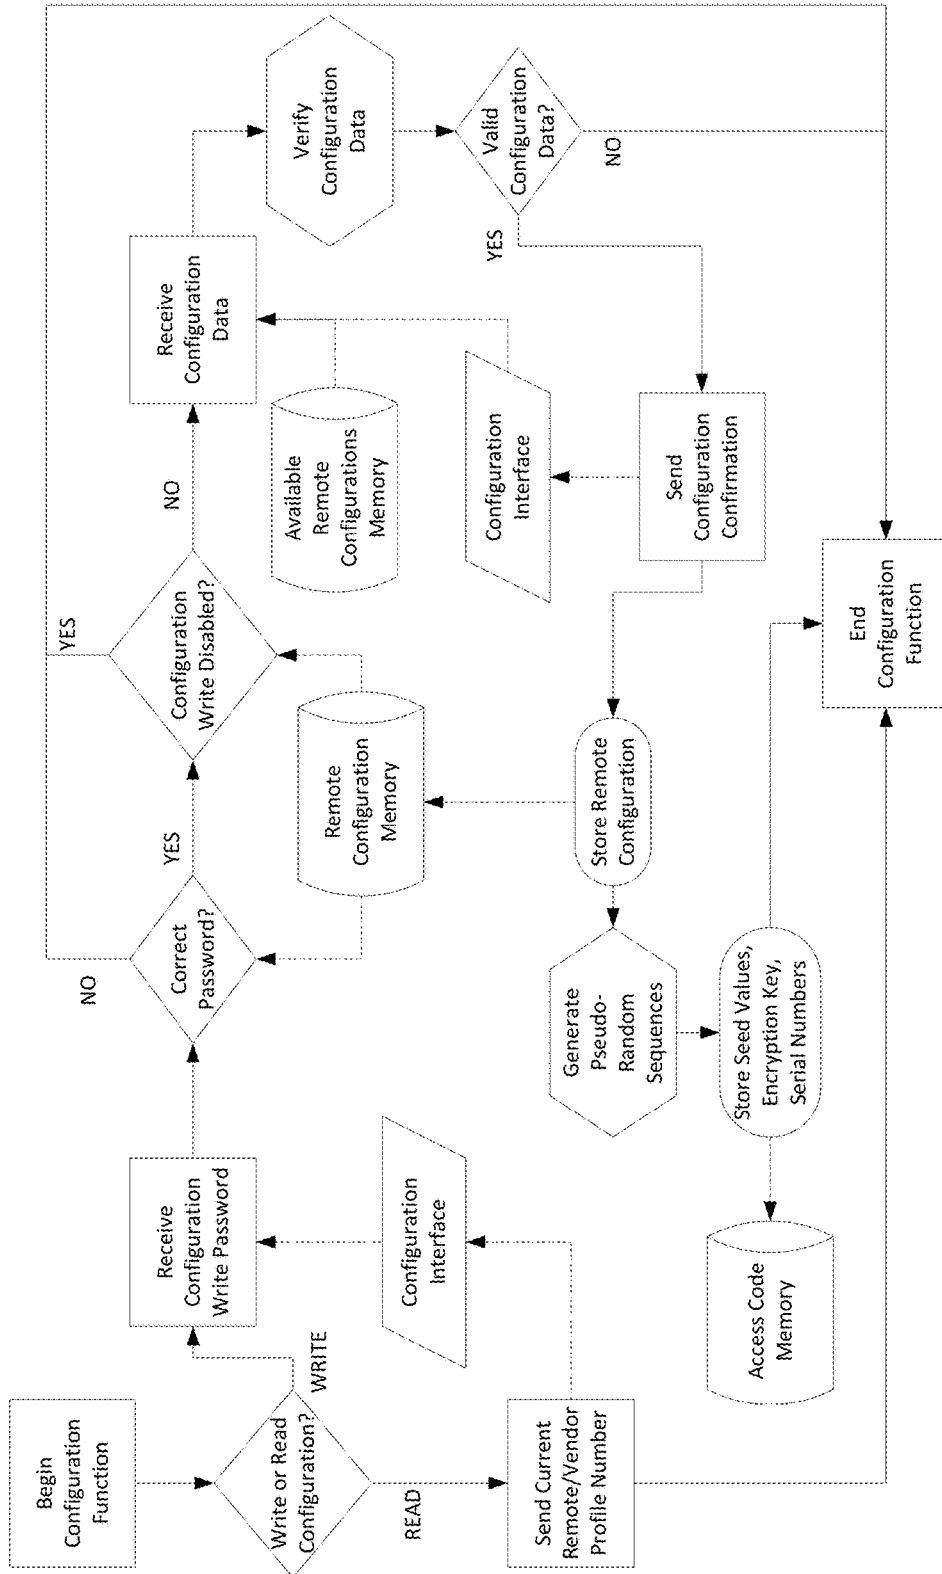 Begin
Configuration
Function
Write or Read
Configuration?
WRITE
READ
Send Current
Remote/Vendor
Profile Number
Receive
Configuration
Write Password
Configuration
Interface
Correct
Password?
NO
YES
Configuration
Write Disabled?
YES
NO
Remote
Configuration
Memory
Receive
Configuration
Data
Available
Remote
Configurations
Memory
Configuration
Interface
Verify
Configuration
Data
Valid
Configuration
Data?
YES
NO
Send
Configuration
Confirmation
Store Remote
Configuration
Generate
Pseudo-
Random
Sequences
Store Seed Values,
Encryption Key,
Serial Numbers
Access Code
Memory
End
Configuration
Function